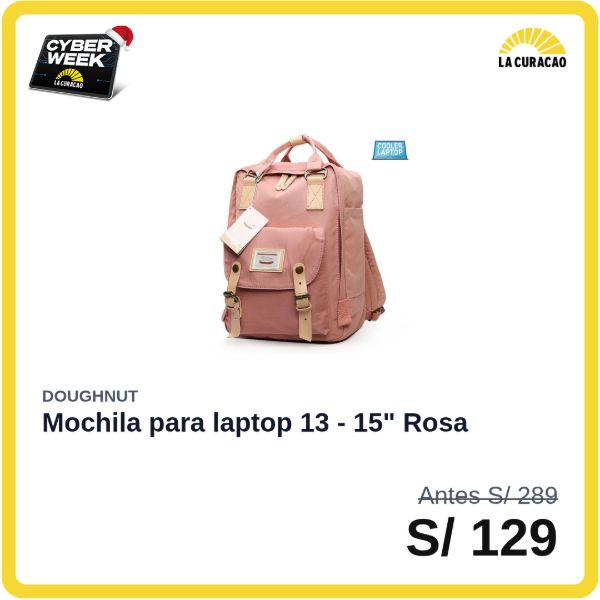 CYBER
WEEK
LA CURACAO
LA CURACAO
COOLER
LAPTOP
DOUGHNUT
Mochila para laptop 13 - 15" Rosa
Antes S/ 289
S/ 129